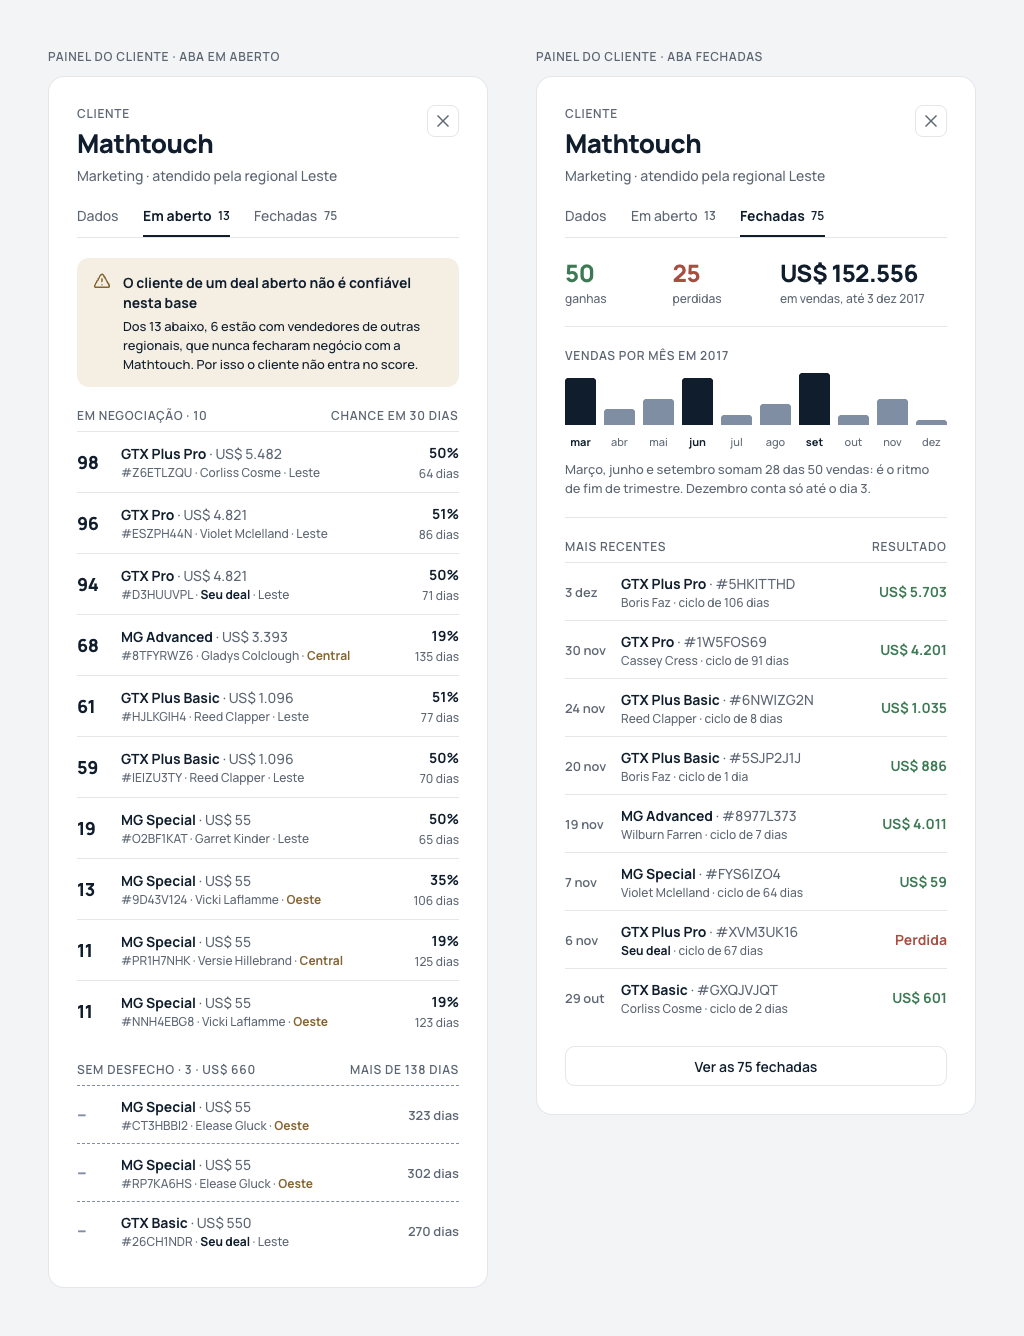 PAINEL DO CLIENTE · ABA EM ABERTO
CLIENTE
Mathtouch
Marketing · atendido pela regional Leste
Dados Em aberto 13 Fechadas 75
O cliente de um deal aberto não é confiável
nesta base
Dos 13 abaixo, 6 estão com vendedores de outras
regionais, que nunca fecharam negócio com a
Mathtouch. Por isso o cliente não entra no score.
EM NEGOCIAÇÃO · 10 CHANCE EM 30 DIAS
98 GTX Plus Pro · US$ 5.482 50%
#Z6ETLZQU · Corliss Cosme · Leste 64 dias
96 GTX Pro · US$ 4.821 51%
#ESZPH44N · Violet Mclelland · Leste 86 dias
94 GTX Pro · US$ 4.821 50%
#D3HUUVPL · Seu deal · Leste 71 dias
68 MG Advanced · US$ 3.393 19%
#8TFYRWZ6 · Gladys Colclough · Central 135 dias
61 GTX Plus Basic · US$ 1.096 51%
#HJLKGIH4 · Reed Clapper · Leste 77 dias
59 GTX Plus Basic · US$ 1.096 50%
#IEIZU3TY · Reed Clapper · Leste 70 dias
19 MG Special · US$ 55 50%
#O2BF1KAT · Garret Kinder · Leste 65 dias
13 MG Special · US$ 55 35%
#9D43V124 · Vicki Laflamme · Oeste 106 dias
11 MG Special · US$ 55 19%
#PR1H7NHK · Versie Hillebrand · Central 125 dias
11 MG Special · US$ 55 19%
#NNH4EBG8 · Vicki Laflamme · Oeste 123 dias
SEM DESFECHO · 3 · US$ 660 MAIS DE 138 DIAS
– MG Special · US$ 55 323 dias
#CT3HBBI2 · Elease Gluck · Oeste
– MG Special · US$ 55 302 dias
#RP7KA6HS · Elease Gluck · Oeste
– GTX Basic · US$ 550 270 dias
#26CH1NDR · Seu deal · Leste
PAINEL DO CLIENTE · ABA FECHADAS
CLIENTE
Mathtouch
Marketing · atendido pela regional Leste
Dados Em aberto 13 Fechadas 75
50 25 US$ 152.556
ganhas perdidas em vendas, até 3 dez 2017
VENDAS POR MÊS EM 2017
mar abr mai jun jul ago set out nov dez
Março, junho e setembro somam 28 das 50 vendas: é o ritmo
de fim de trimestre. Dezembro conta só até o dia 3.
MAIS RECENTES RESULTADO
3 dez GTX Plus Pro · #5HKITTHD US$ 5.703
Boris Faz · ciclo de 106 dias
30 nov GTX Pro · #1W5FOS69 US$ 4.201
Cassey Cress · ciclo de 91 dias
24 nov GTX Plus Basic · #6NWIZG2N US$ 1.035
Reed Clapper · ciclo de 8 dias
20 nov GTX Plus Basic · #5SJP2J1J US$ 886
Boris Faz · ciclo de 1 dia
19 nov MG Advanced · #8977L373 US$ 4.011
Wilburn Farren · ciclo de 7 dias
7 nov MG Special · #FYS6IZO4 US$ 59
Violet Mclelland · ciclo de 64 dias
6 nov GTX Plus Pro · #XVM3UK16 Perdida
Seu deal · ciclo de 67 dias
29 out GTX Basic · #GXQJVJQT US$ 601
Corliss Cosme · ciclo de 2 dias
Ver as 75 fechadas